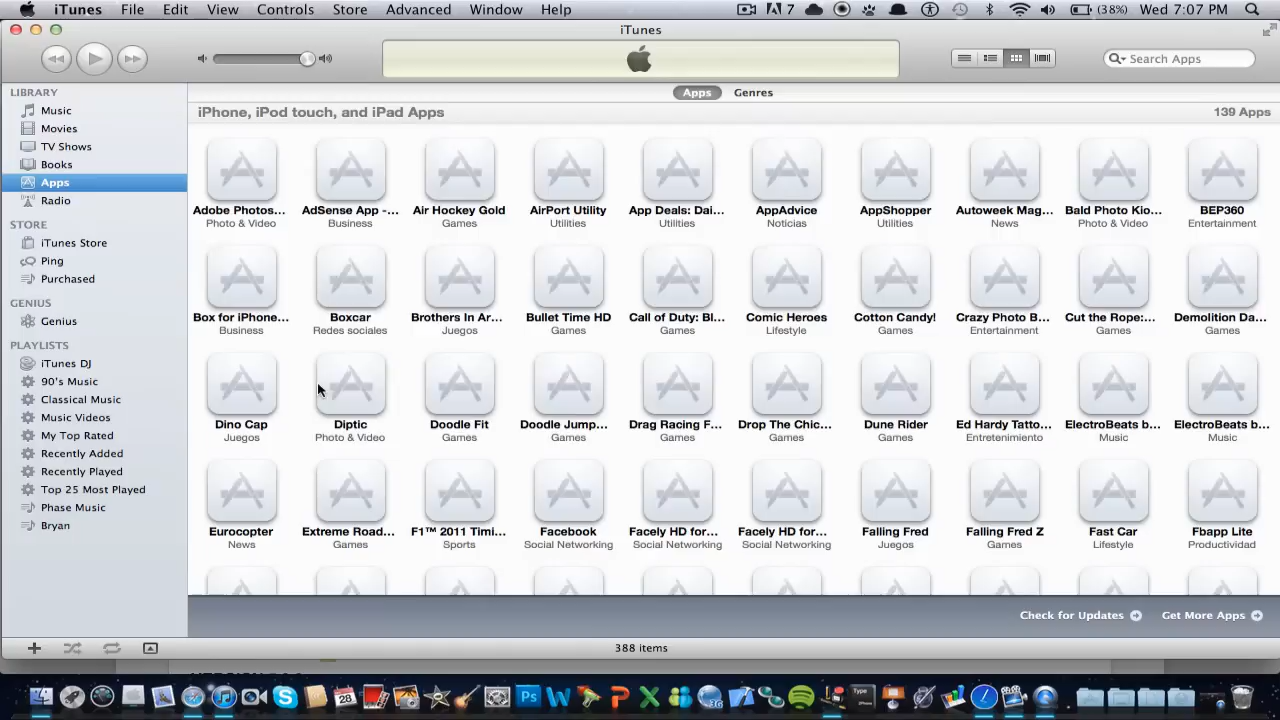 iTunes File Edit View Controls Store Advanced Window Help 7 (38%) Wed 7:07 PM
iTunes
Search Apps
LIBRARY
Music
Movies
TV Shows
Books
Apps
Radio
STORE
iTunes Store
Ping
Purchased
GENIUS
Genius
PLAYLISTS
iTunes DJ
90's Music
Classical Music
Music Videos
My Top Rated
Recently Added
Recently Played
Top 25 Most Played
Phase Music
Bryan
Apps Genres
iPhone, iPod touch, and iPad Apps 139 Apps
Adobe Photos... AdSense App -... Air Hockey Gold AirPort Utility App Deals: Dai... AppAdvice AppShopper Autoweek Mag... Bald Photo Kio... BEP360
Photo & Video Business Games Utilities Utilities Noticias Utilities News Photo & Video Entertainment
Box for iPhone... Boxcar Brothers In Ar... Bullet Time HD Call of Duty: Bl... Comic Heroes Cotton Candy! Crazy Photo B... Cut the Rope:... Demolition Da...
Business Redes sociales Juegos Games Games Lifestyle Games Entertainment Games Games
Dino Cap Diptic Doodle Fit Doodle Jump... Drag Racing F... Drop The Chic... Dune Rider Ed Hardy Tatto... ElectroBeats b... ElectroBeats b...
Juegos Photo & Video Games Games Games Games Games Entretenimiento Music Music
Eurocopter Extreme Road... F1™ 2011 Timi... Facebook Facely HD for... Facely HD for... Falling Fred Falling Fred Z Fast Car Fbapp Lite
News Games Sports Social Networking Social Networking Social Networking Juegos Games Lifestyle Productividad
Check for Updates Get More Apps
388 items
28 Ps W P X 3G Type